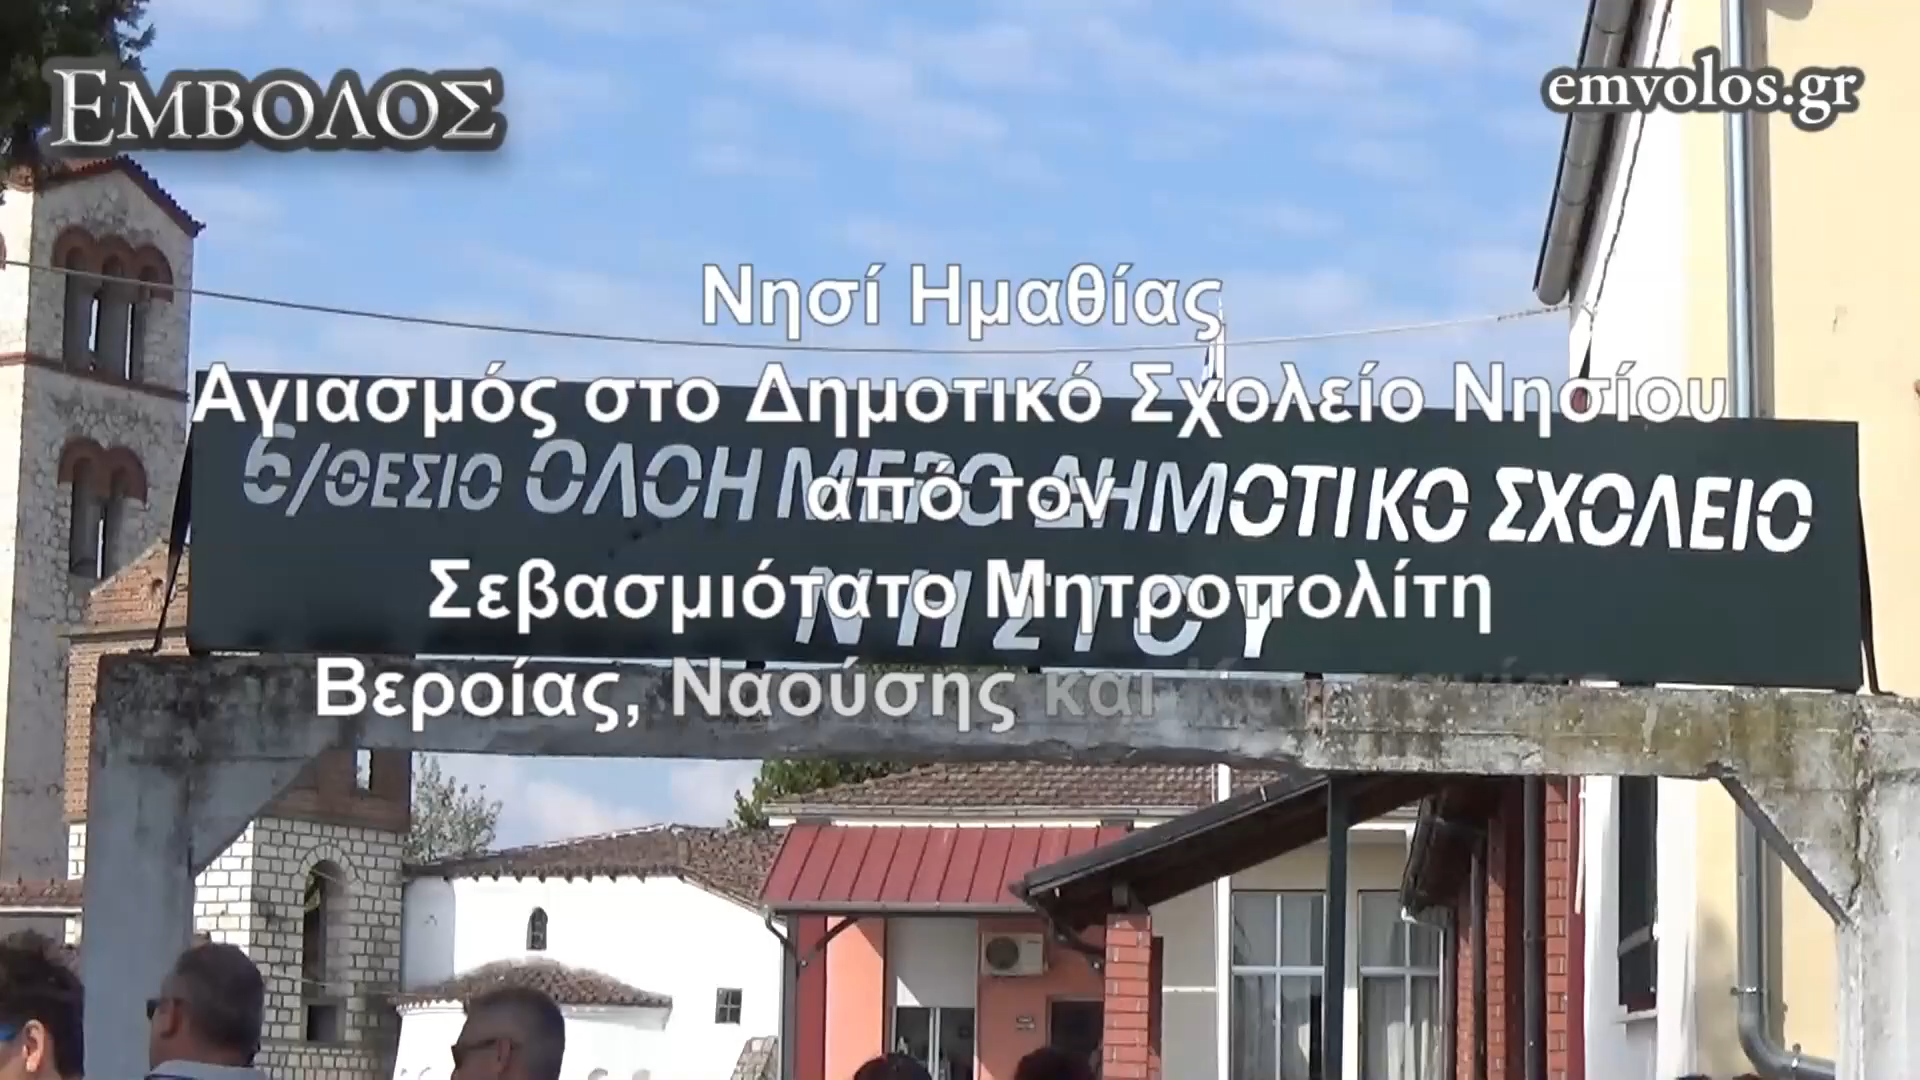 ΕΜΒΟΛΟΣ
emvolos.gr
Νησί Ημαθίας
Αγιασμός στο Δημοτικό Σχολείο Νησίου
από τον
Σεβασμιότατο Μητροπολίτη
Βεροίας, Ναούσης και
6/ΘΕΣΙΟ ΟΛΟΗΜΕΡΟ ΔΗΜΟΤΙΚΟ ΣΧΟΛΕΙΟ
ΝΗΣΙΟΥ